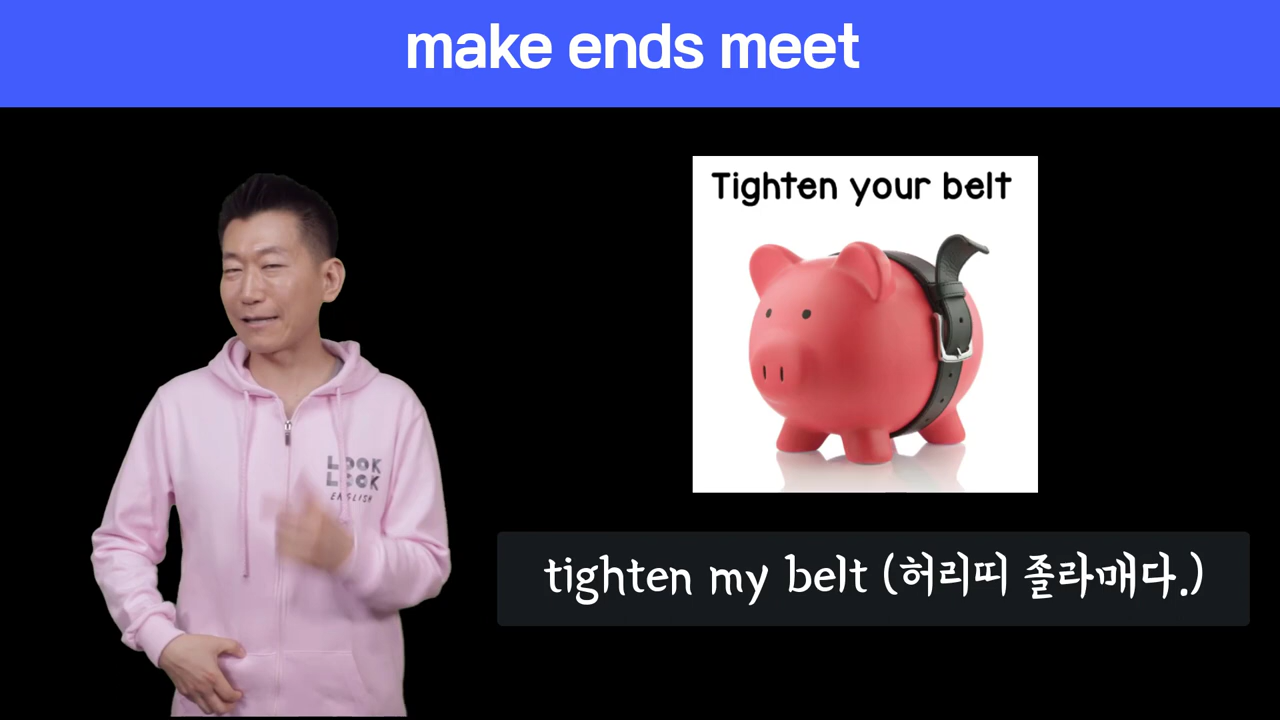 make ends meet
Tighten your belt
LOOK
LOOK
ENGLISH
tighten my belt (허리띠 졸라매다.)